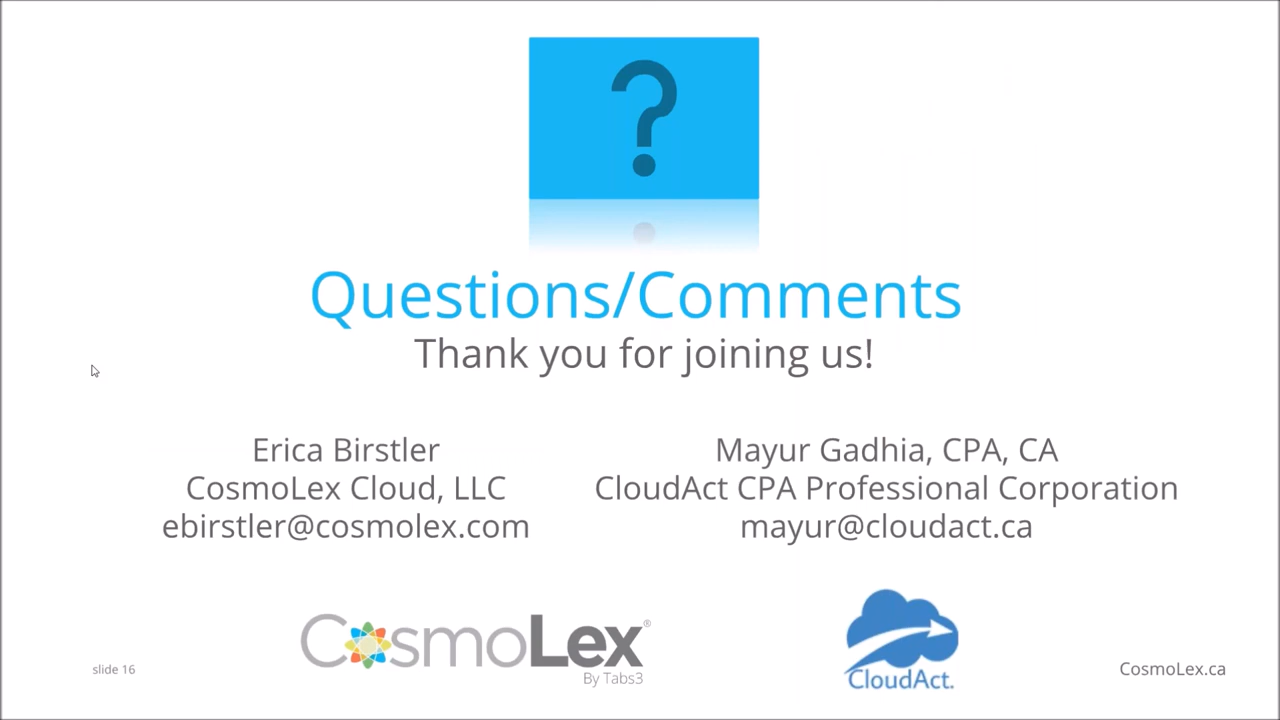 ?
Questions/Comments
Thank you for joining us!
Erica Birstler
CosmoLex Cloud, LLC
ebirstler@cosmolex.com
Mayur Gadhia, CPA, CA
CloudAct CPA Professional Corporation
mayur@cloudact.ca
CosmoLex®
By Tabs3
CloudAct.
slide 16
CosmoLex.ca